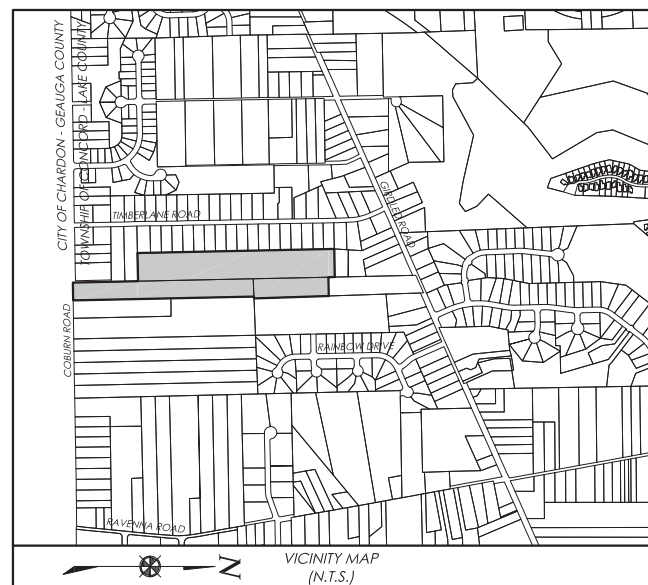 CITY OF CHARDON - GEAUGA COUNTY
TOWNSHIP OF CONCORD - LAKE COUNTY
TIMBERLANE ROAD
GIRDLED ROAD
COBURN ROAD
RAINBOW DRIVE
RAVENNA ROAD
N
VICINITY MAP
(N.T.S.)